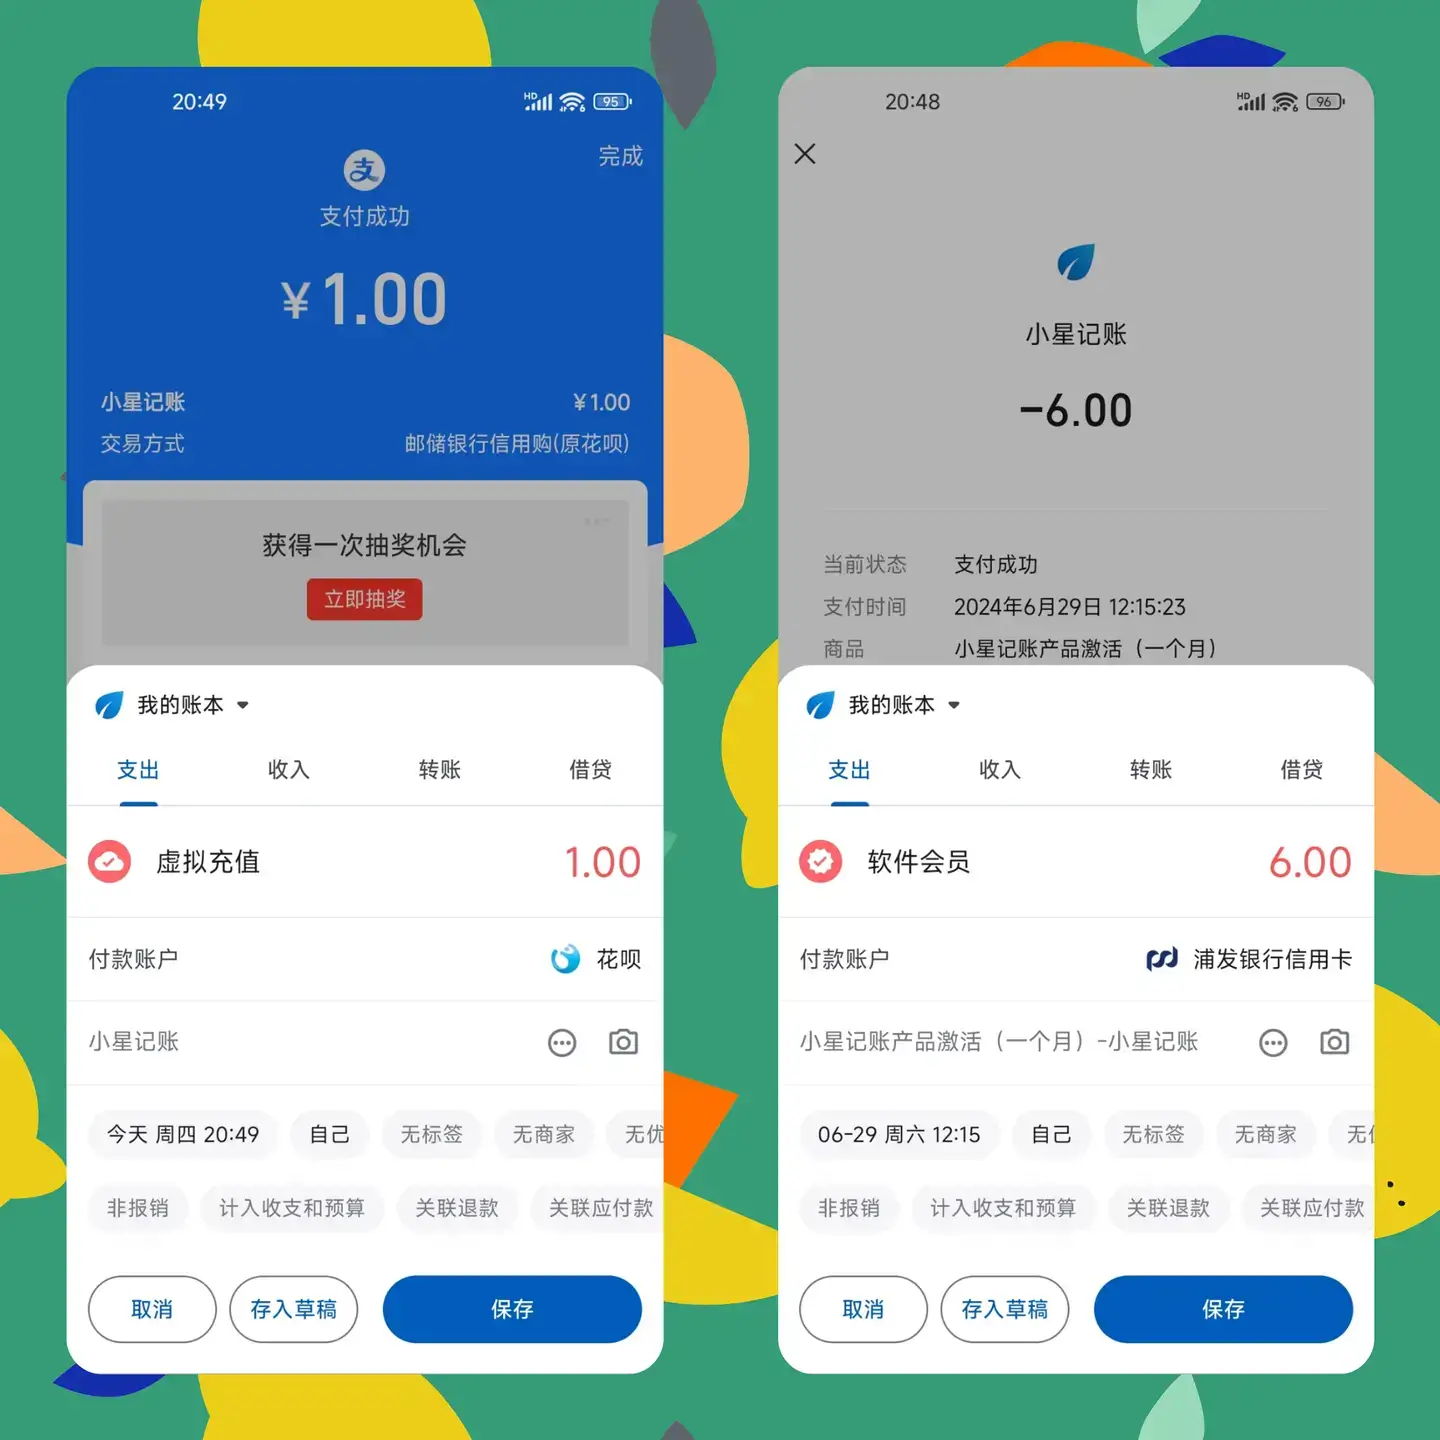 20:49
HD
6
95
完成
支
支付成功
¥1.00
小星记账 ¥1.00
交易方式 邮储银行信用购(原花呗)
获得一次抽奖机会
立即抽奖
我的账本
支出 收入 转账 借贷
虚拟充值 1.00
付款账户 花呗
小星记账
今天 周四 20:49 自己 无标签 无商家 无优
非报销 计入收支和预算 关联退款 关联应付款
取消 存入草稿 保存
20:48
HD
6
96
小星记账
-6.00
当前状态 支付成功
支付时间 2024年6月29日 12:15:23
商品 小星记账产品激活（一个月）
我的账本
支出 收入 转账 借贷
软件会员 6.00
付款账户 浦发银行信用卡
小星记账产品激活（一个月）-小星记账
06-29 周六 12:15 自己 无标签 无商家 无
非报销 计入收支和预算 关联退款 关联应付款
取消 存入草稿 保存